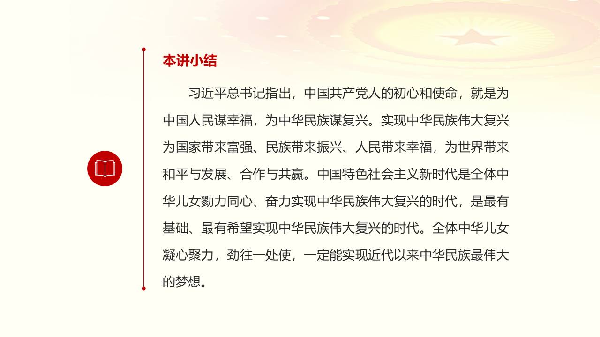 本讲小结
习近平总书记指出，中国共产党人的初心和使命，就是为
中国人民谋幸福，为中华民族谋复兴。实现中华民族伟大复兴
为国家带来富强、民族带来振兴、人民带来幸福，为世界带来
和平与发展、合作与共赢。中国特色社会主义新时代是全体中
华儿女勠力同心、奋力实现中华民族伟大复兴的时代，是最有
基础、最有希望实现中华民族伟大复兴的时代。全体中华儿女
凝心聚力，劲往一处使，一定能实现近代以来中华民族最伟大
的梦想。